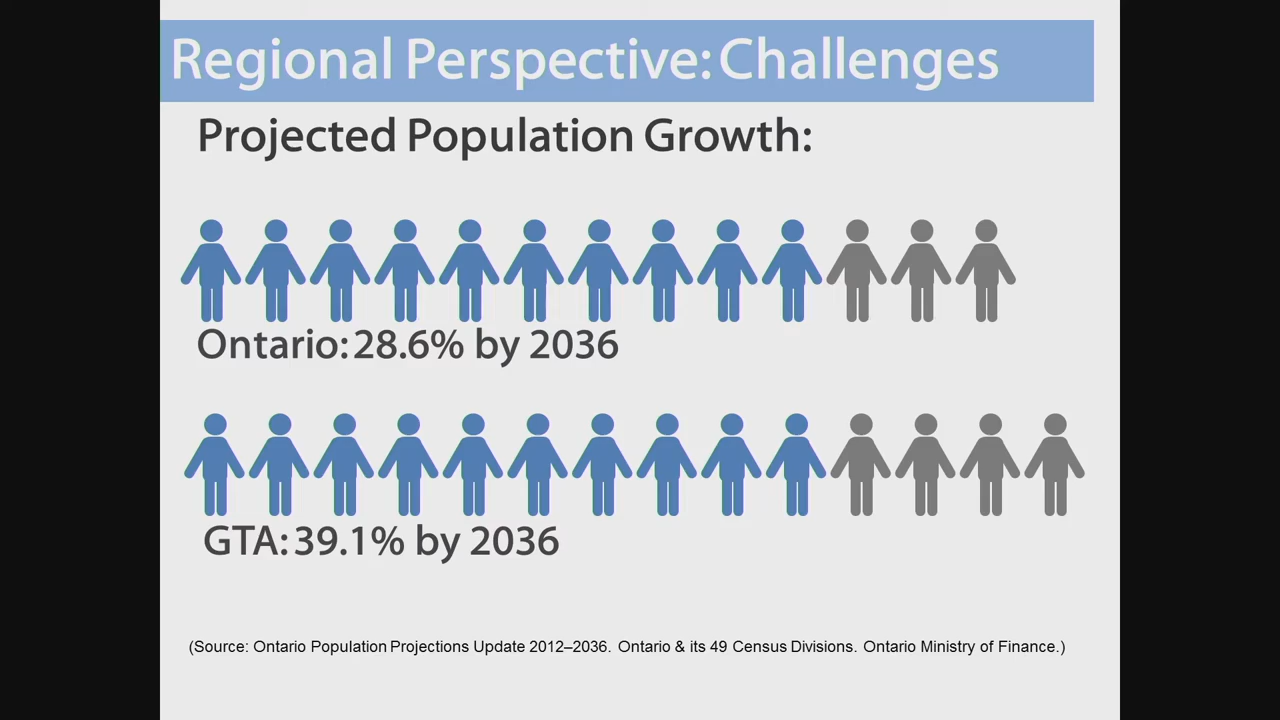 Regional Perspective: Challenges
Projected Population Growth:
Ontario: 28.6% by 2036
GTA: 39.1% by 2036
(Source: Ontario Population Projections Update 2012–2036. Ontario & its 49 Census Divisions. Ontario Ministry of Finance.)